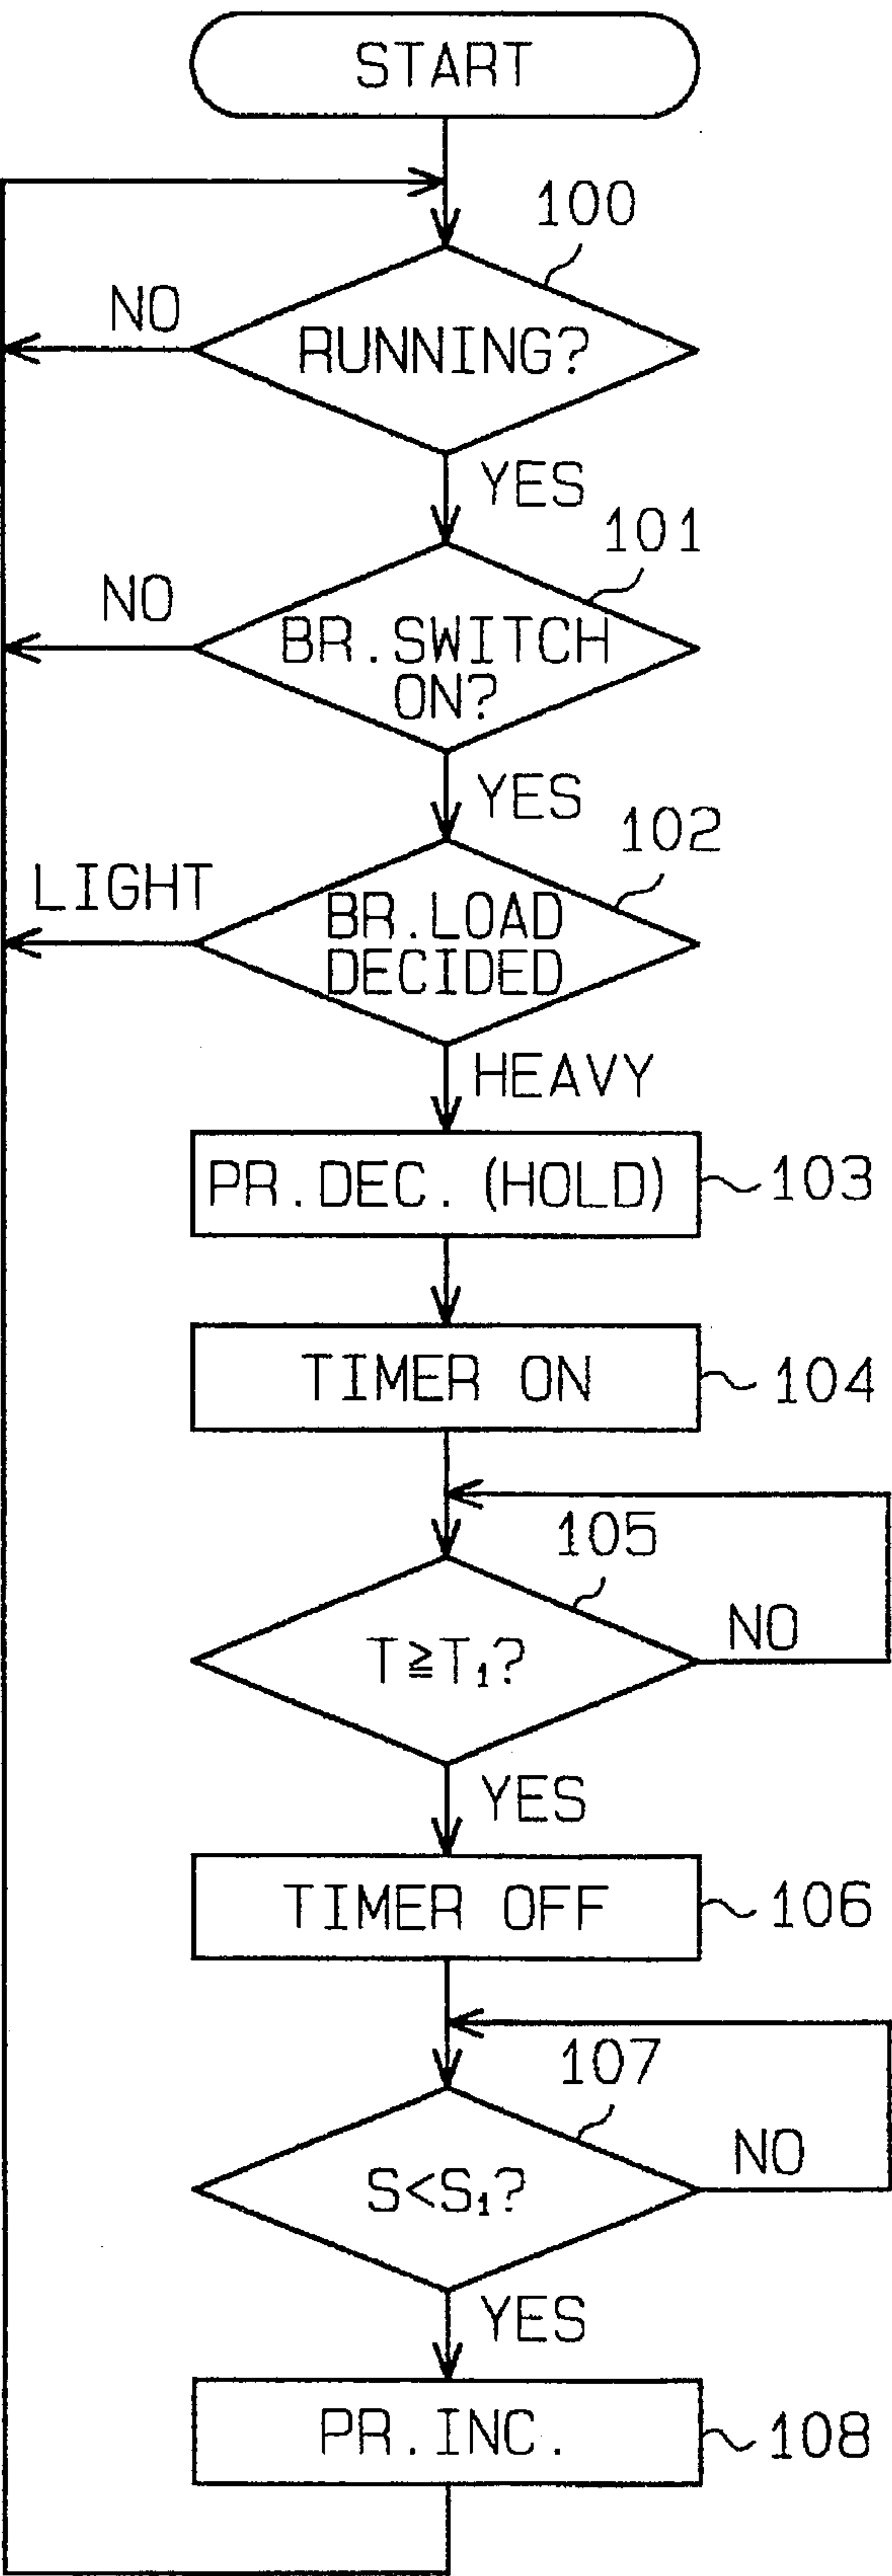 START
100
NO
RUNNING?
YES
101
NO
BR.SWITCH
ON?
YES
102
LIGHT
BR.LOAD
DECIDED
HEAVY
PR.DEC.(HOLD)
103
TIMER ON
104
105
T≧T₁?
NO
YES
TIMER OFF
106
107
S<S₁?
NO
YES
PR.INC.
108